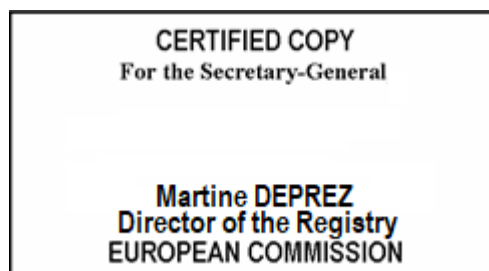 CERTIFIED COPY
For the Secretary-General
Martine DEPREZ
Director of the Registry
EUROPEAN COMMISSION